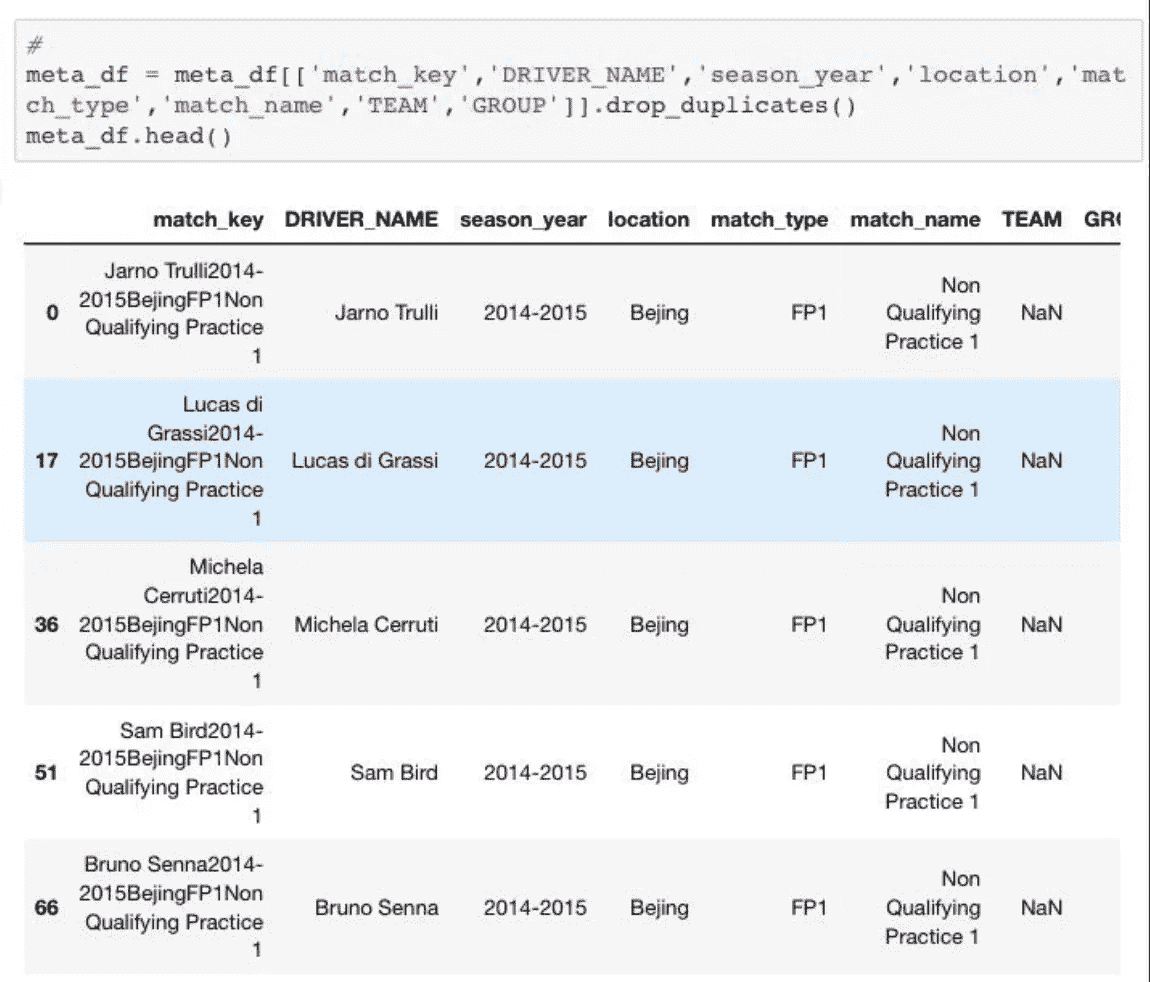 #
meta_df = meta_df[['match_key','DRIVER_NAME','season_year','location','mat
ch_type','match_name','TEAM','GROUP']].drop_duplicates()
meta_df.head()
match_key DRIVER_NAME season_year location match_type match_name TEAM
0 Jarno Trulli2014-
2015BejingFP1Non
Qualifying Practice
1 Jarno Trulli 2014-2015 Bejing FP1 Non
Qualifying
Practice 1 NaN
17 Lucas di
Grassi2014-
2015BejingFP1Non
Qualifying Practice
1 Lucas di Grassi 2014-2015 Bejing FP1 Non
Qualifying
Practice 1 NaN
36 Michela
Cerruti2014-
2015BejingFP1Non
Qualifying Practice
1 Michela Cerruti 2014-2015 Bejing FP1 Non
Qualifying
Practice 1 NaN
51 Sam Bird2014-
2015BejingFP1Non
Qualifying Practice
1 Sam Bird 2014-2015 Bejing FP1 Non
Qualifying
Practice 1 NaN
66 Bruno Senna2014-
2015BejingFP1Non
Qualifying Practice
1 Bruno Senna 2014-2015 Bejing FP1 Non
Qualifying
Practice 1 NaN